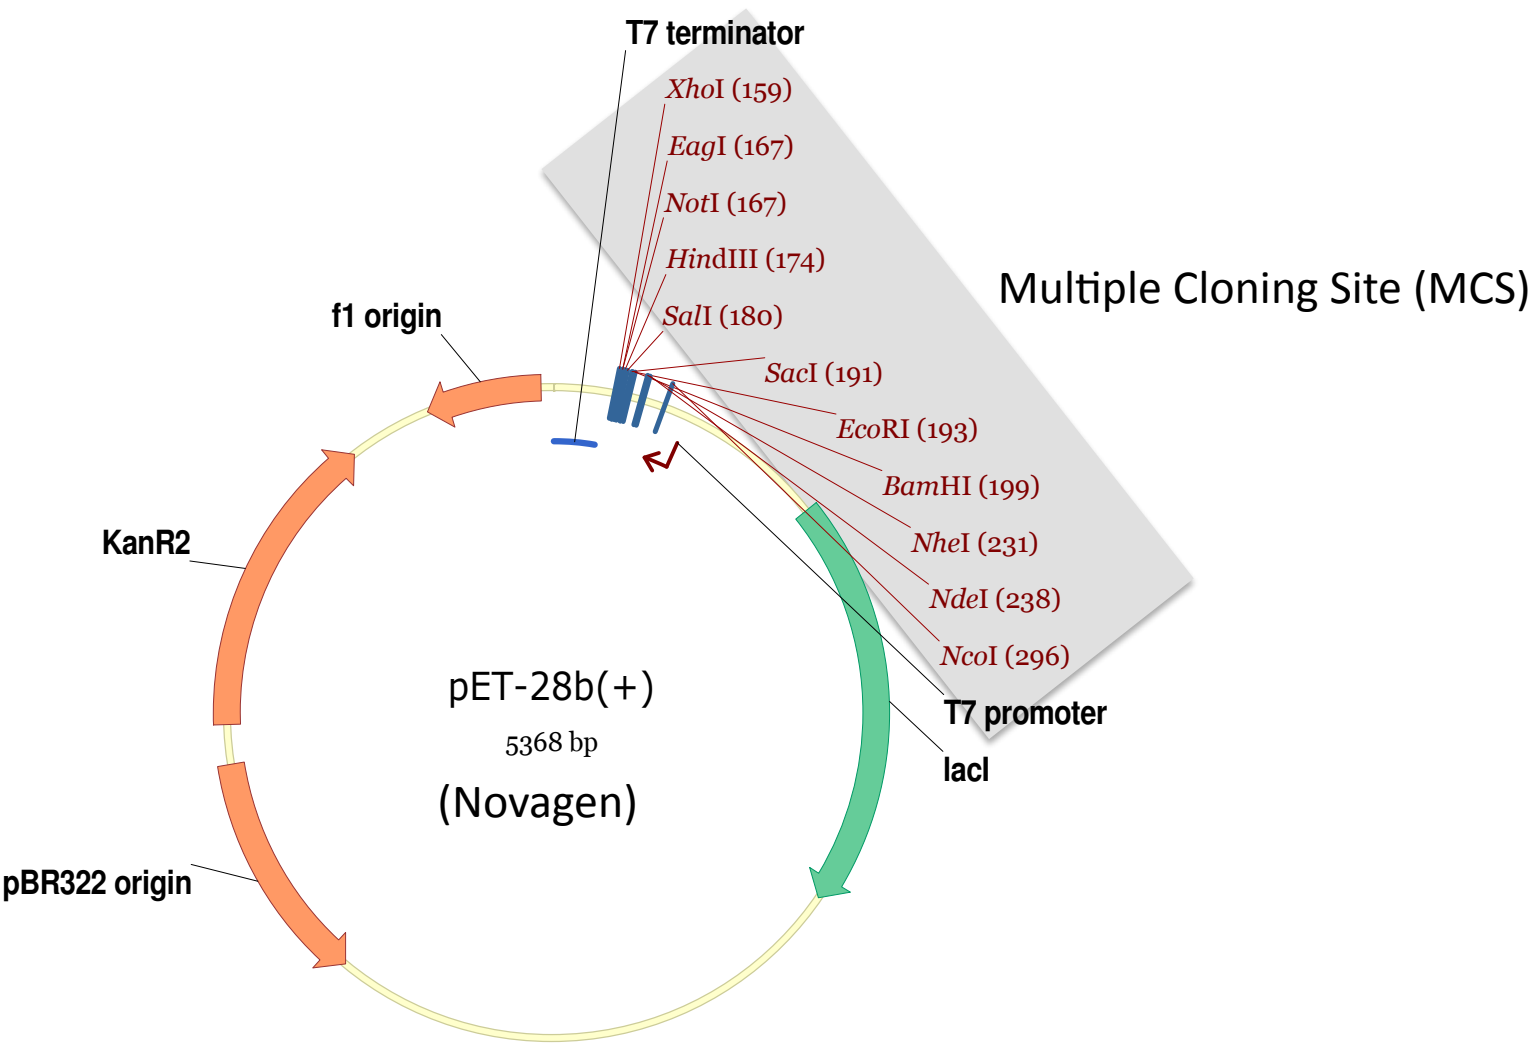 T7 terminator
XhoI (159)
EagI (167)
NotI (167)
HindIII (174)
SalI (180)
SacI (191)
EcoRI (193)
BamHI (199)
NheI (231)
NdeI (238)
NcoI (296)
Multiple Cloning Site (MCS)
T7 promoter
lacI
f1 origin
KanR2
pBR322 origin
pET-28b(+)
5368 bp
(Novagen)